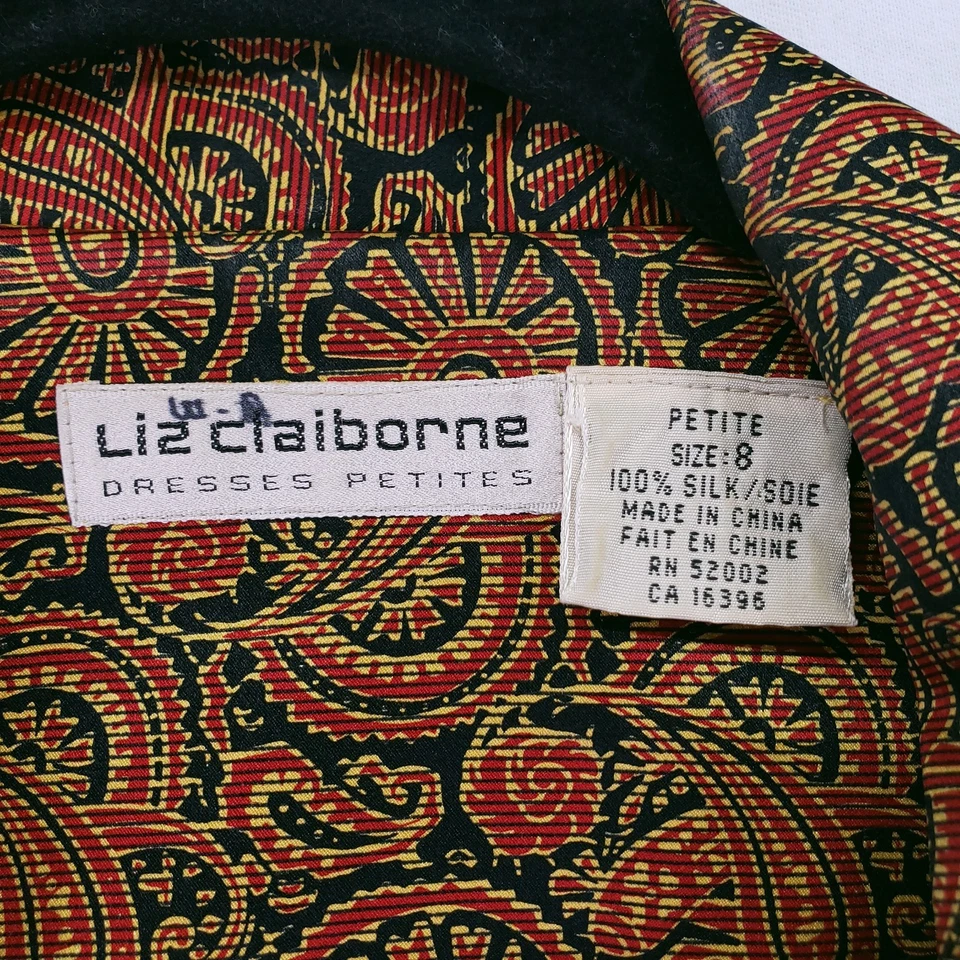 Liz claiborne
DRESSES PETITES
PETITE
SIZE: 8
100% SILK/SOIE
MADE IN CHINA
FAIT EN CHINE
RN 52002
CA 16396